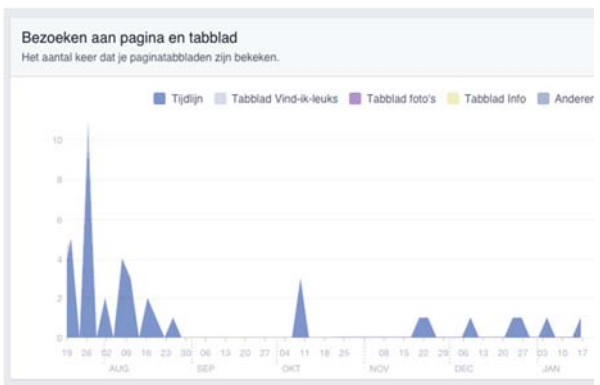 Bezoeken aan pagina en tabblad
Het aantal keer dat je paginatabbladen zijn bekeken.
Tijdlijn Tabblad Vind-ik-leuks Tabblad foto's Tabblad Info Anderer
10
8
6
4
2
0
19 26 02 09 16 23 30 06 13 20 27 04 11 18 25 08 15 22 29 06 13 20 27 03 10 17
AUG SEP OKT NOV DEC JAN